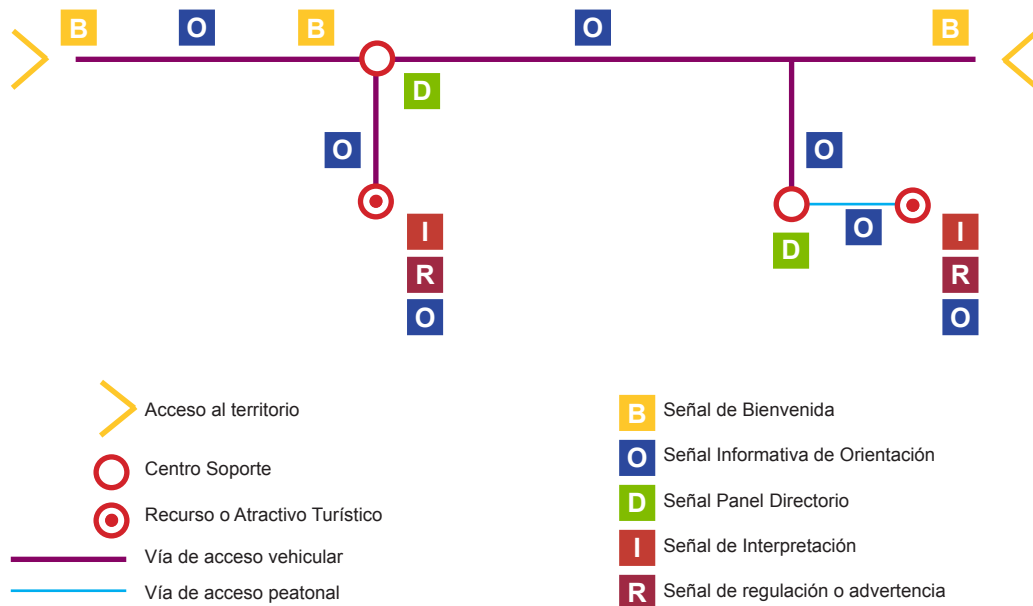 B O B O B
D
O O
I O I
R D R
O O
Acceso al territorio
Centro Soporte
Recurso o Atractivo Turístico
Vía de acceso vehicular
Vía de acceso peatonal
B Señal de Bienvenida
O Señal Informativa de Orientación
D Señal Panel Directorio
I Señal de Interpretación
R Señal de regulación o advertencia